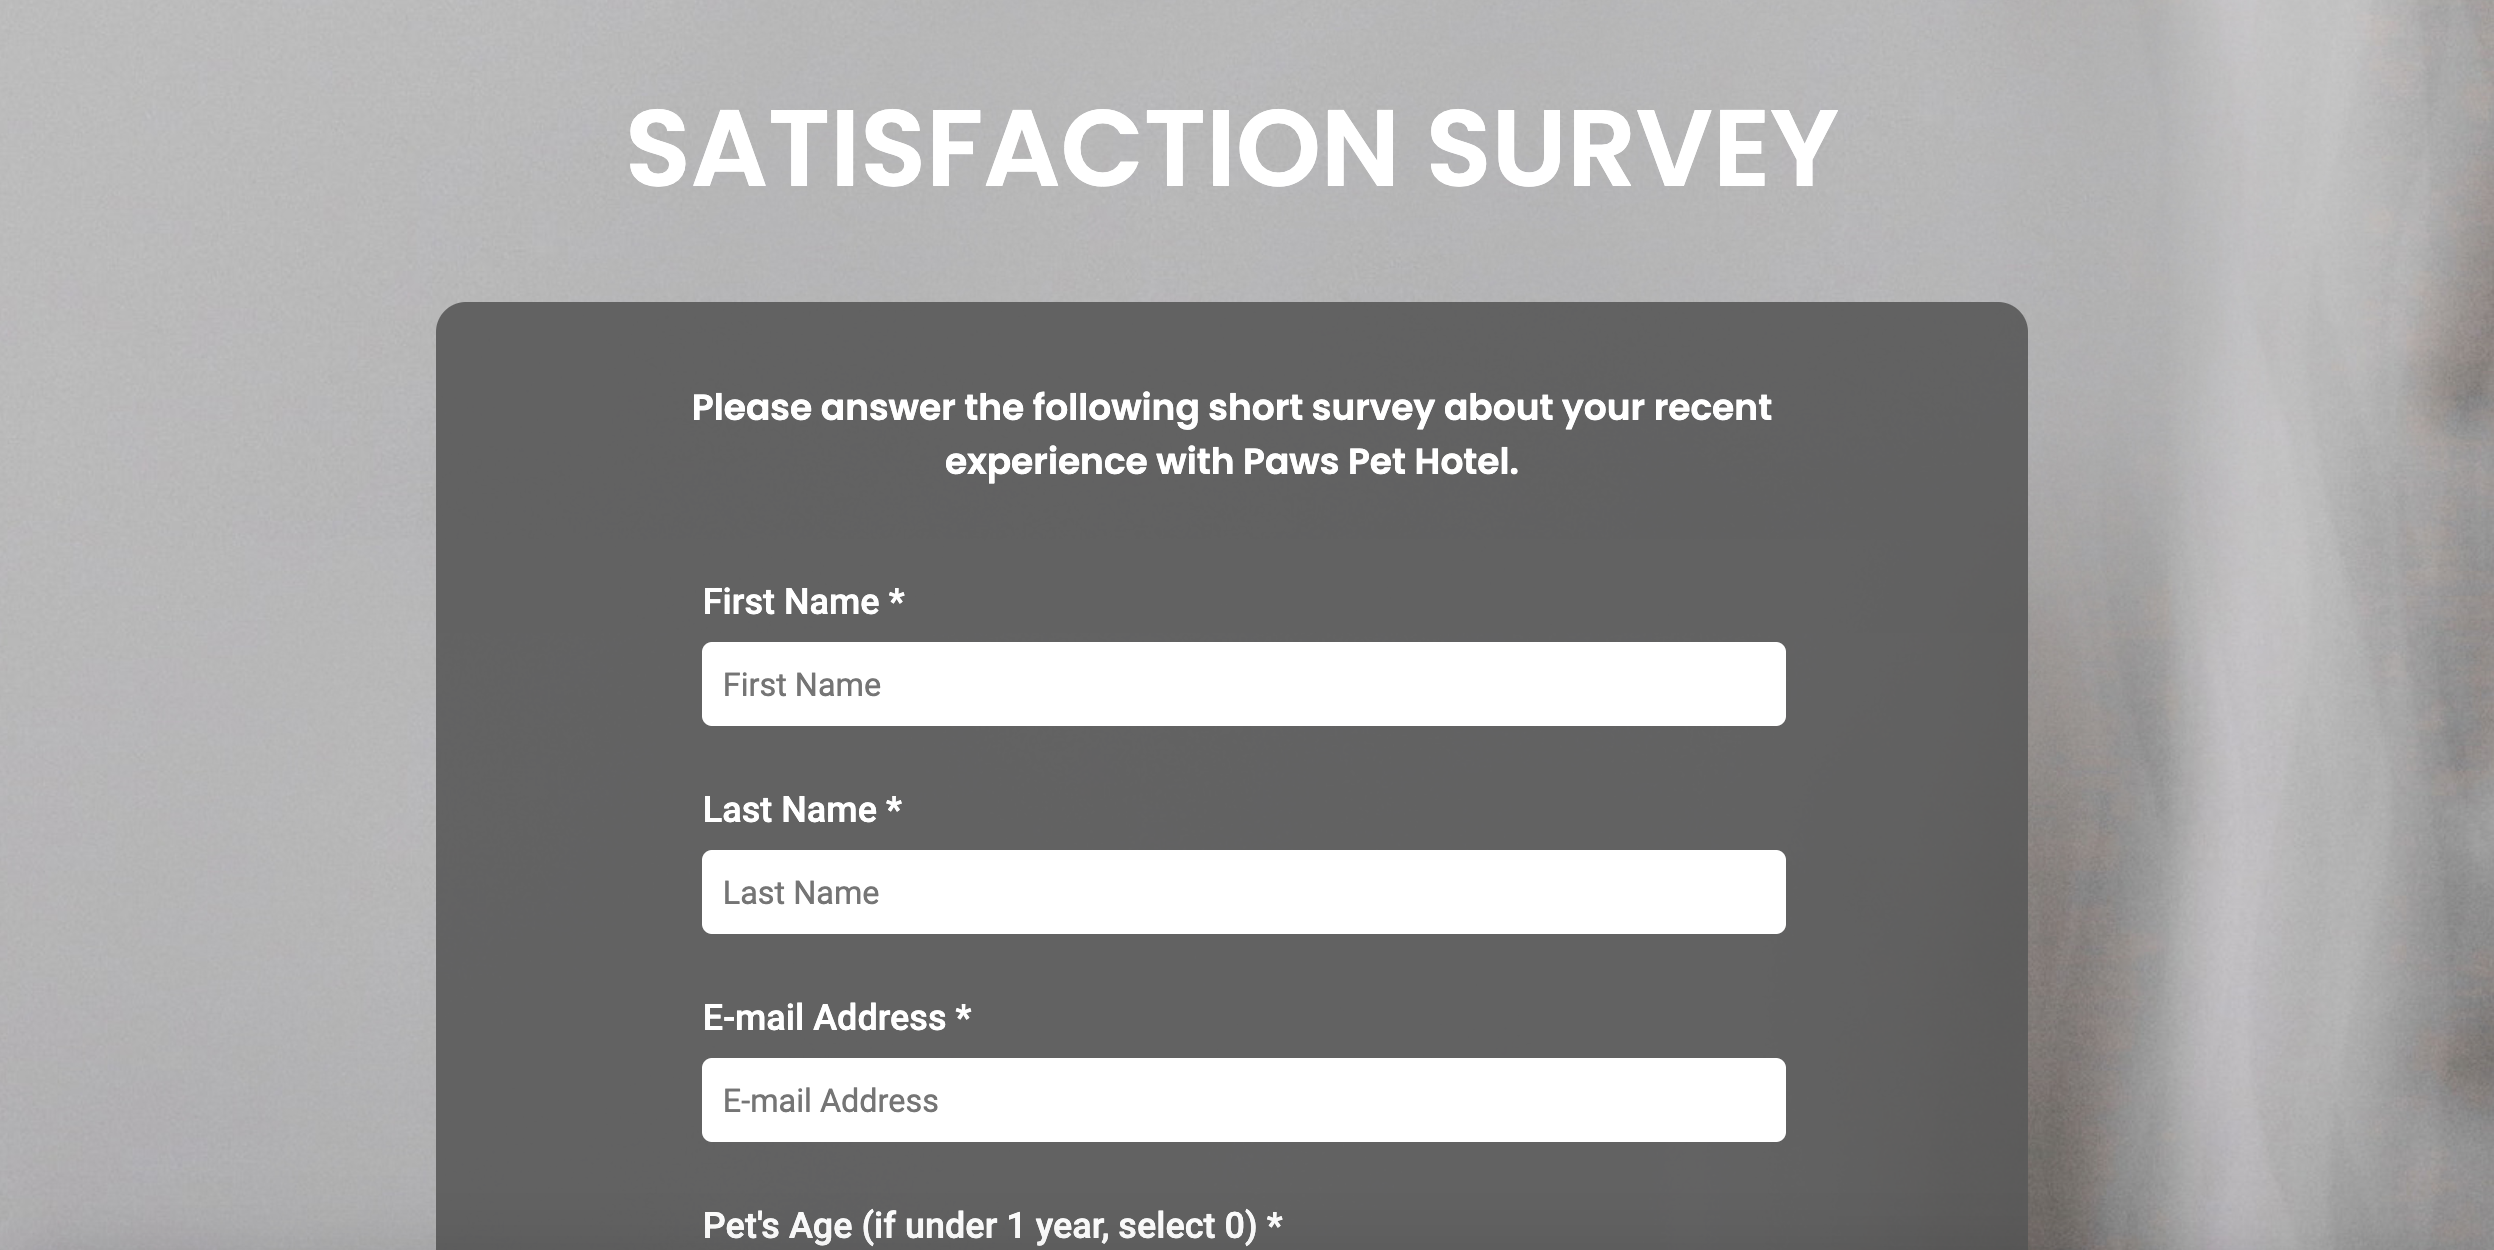 SATISFACTION SURVEY
Please answer the following short survey about your recent
experience with Paws Pet Hotel.
First Name *
First Name
Last Name *
Last Name
E-mail Address *
E-mail Address
Pet's Age (if under 1 year, select 0) *